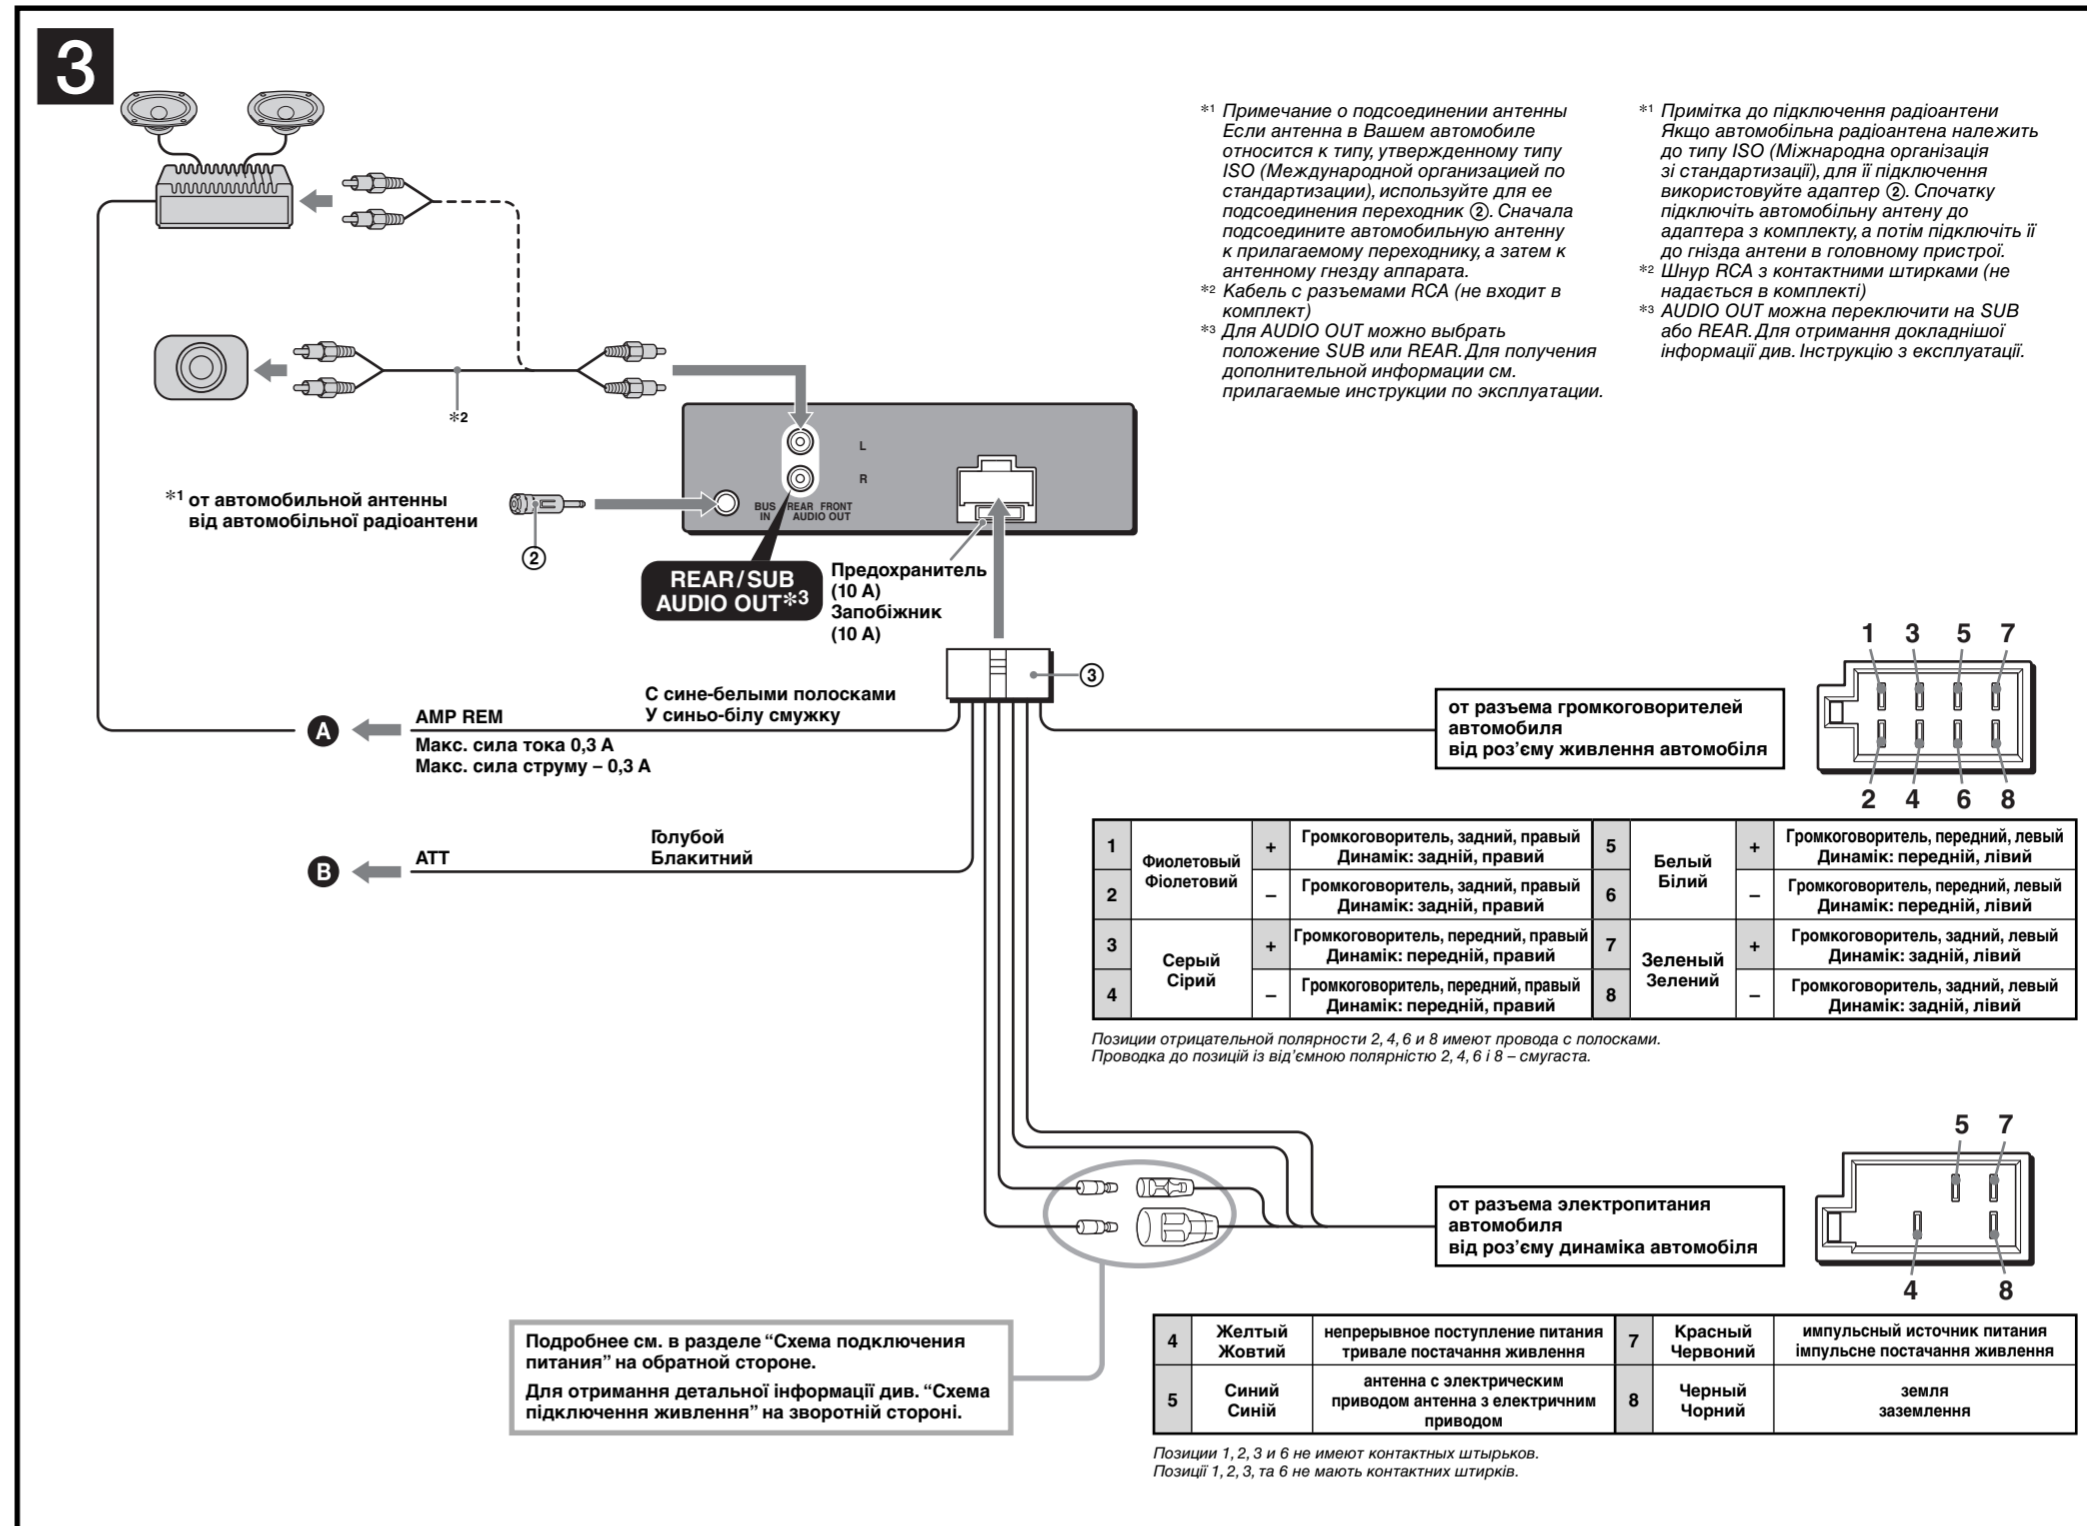 3
*1 Примечание о подсоединении антенны
Если антенна в Вашем автомобиле
относится к типу, утвержденному типу
ISO (Международной организацией по
стандартизации), используйте для ее
подсоединения переходник ②. Сначала
подсоедините автомобильную антенну
к прилагаемому переходнику, а затем к
антенному гнезду аппарата.
*2 Кабель с разъемами RCA (не входит в
комплект)
*3 Для AUDIO OUT можно выбрать
положение SUB или REAR. Для получения
дополнительной информации см.
прилагаемые инструкции по эксплуатации.
*1 Примітка до підключення радіоантени
Якщо автомобільна радіоантена належить
до типу ISO (Міжнародна організація
зі стандартизації), для її підключення
використовуйте адаптер ②. Спочатку
підключіть автомобільну антену до
адаптера з комплекту, а потім підключіть її
до гнізда антени в головному пристрої.
*2 Шнур RCA з контактними штирками (не
надається в комплекті)
*3 AUDIO OUT можна переключити на SUB
або REAR. Для отримання докладнішої
інформації див. Інструкцію з експлуатації.
*2
L
R
BUS IN
REAR FRONT
AUDIO OUT
*1 от автомобильной антенны
від автомобільної радіоантени
②
REAR/SUB
AUDIO OUT*3
Предохранитель
(10 A)
Запобіжник
(10 A)
③
A
AMP REM
С сине-белыми полосками
У синьо-білу смужку
Макс. сила тока 0,3 A
Макс. сила струму – 0,3 A
B
ATT
Голубой
Блакитний
от разъема громкоговорителей
автомобиля
від роз’єму живлення автомобіля
1 3 5 7
2 4 6 8
1 Фиолетовый
Фіолетовий
+ Громкоговоритель, задний, правый
Динамік: задній, правий
5 Белый
Білий
+ Громкоговоритель, передний, левый
Динамік: передній, лівий
2 – Громкоговоритель, задний, правый
Динамік: задній, правий
6 – Громкоговоритель, передний, левый
Динамік: передній, лівий
3 Серый
Сірий
+ Громкоговоритель, передний, правый
Динамік: передній, правий
7 Зеленый
Зелений
+ Громкоговоритель, задний, левый
Динамік: задній, лівий
4 – Громкоговоритель, передний, правый
Динамік: передній, правий
8 – Громкоговоритель, задний, левый
Динамік: задній, лівий
Позиции отрицательной полярности 2, 4, 6 и 8 имеют провода с полосками.
Проводка до позицій із від’ємною полярністю 2, 4, 6 і 8 – смугаста.
от разъема электропитания
автомобиля
від роз’єму динаміка автомобіля
5 7
4 8
Подробнее см. в разделе “Схема подключения
питания” на обратной стороне.
Для отримання детальної інформації див. “Схема
підключення живлення” на зворотній стороні.
4 Желтый
Жовтий
непрерывное поступление питания
тривале постачання живлення
7 Красный
Червоний
импульсный источник питания
імпульсне постачання живлення
5 Синий
Синій
антенна с электрическим
приводом антена з електричним
приводом
8 Черный
Чорний
земля
заземлення
Позиции 1, 2, 3 и 6 не имеют контактных штырьков.
Позиції 1, 2, 3, та 6 не мають контактних штирків.